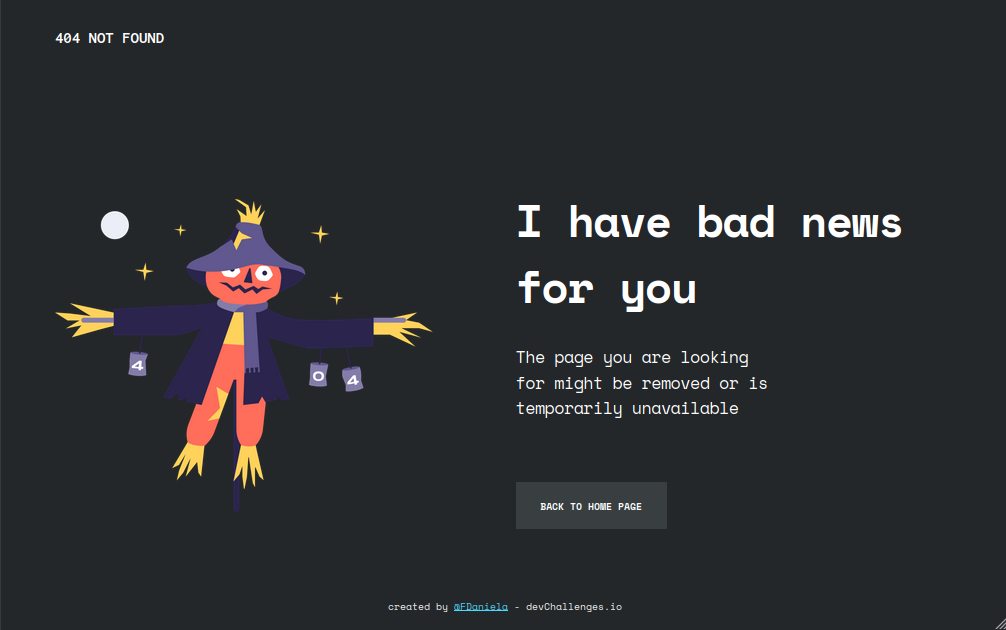 404 NOT FOUND
I have bad news
for you
4
0
4
The page you are looking
for might be removed or is
temporarily unavailable
BACK TO HOME PAGE
created by @FDaniela - devChallenges.io